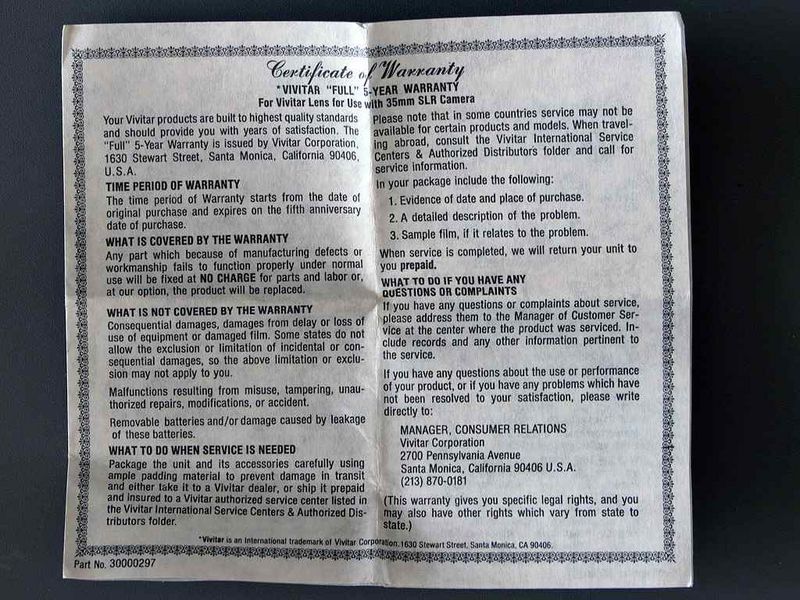 Certificate of Warranty
*VIVITAR "FULL" 5-YEAR WARRANTY
For Vivitar Lens for Use with 35mm SLR Camera
Your Vivitar products are built to highest quality standards
and should provide you with years of satisfaction. The
"Full" 5-Year Warranty is issued by Vivitar Corporation,
1630 Stewart Street, Santa Monica, California 90406,
U.S.A.
TIME PERIOD OF WARRANTY
The time period of Warranty starts from the date of
original purchase and expires on the fifth anniversary
date of purchase.
WHAT IS COVERED BY THE WARRANTY
Any part which because of manufacturing defects or
workmanship fails to function properly under normal
use will be fixed at NO CHARGE for parts and labor or,
at our option, the product will be replaced.
WHAT IS NOT COVERED BY THE WARRANTY
Consequential damages, damages from delay or loss of
use of equipment or damaged film. Some states do not
allow the exclusion or limitation of incidental or con-
sequential damages, so the above limitation or exclu-
sion may not apply to you.
Malfunctions resulting from misuse, tampering, unau-
thorized repairs, modifications, or accident.
Removable batteries and/or damage caused by leakage
of these batteries.
WHAT TO DO WHEN SERVICE IS NEEDED
Package the unit and its accessories carefully using
ample padding material to prevent damage in transit
and either take it to a Vivitar dealer, or ship it prepaid
and insured to a Vivitar authorized service center listed in
the Vivitar International Service Centers & Authorized Dis-
tributors folder.
Please note that in some countries service may not be
available for certain products and models. When travel-
ing abroad, consult the Vivitar International Service
Centers & Authorized Distributors folder and call for
service information.
In your package include the following:
1. Evidence of date and place of purchase.
2. A detailed description of the problem.
3. Sample film, if it relates to the problem.
When service is completed, we will return your unit to
you prepaid.
WHAT TO DO IF YOU HAVE ANY
QUESTIONS OR COMPLAINTS
If you have any questions or complaints about service,
please address them to the Manager of Customer Ser-
vice at the center where the product was serviced. In-
clude records and any other information pertinent to
the service.
If you have any questions about the use or performance
of your product, or if you have any problems which have
not been resolved to your satisfaction, please write
directly to:
MANAGER, CONSUMER RELATIONS
Vivitar Corporation
2700 Pennsylvania Avenue
Santa Monica, California 90406 U.S.A.
(213) 870-0181
(This warranty gives you specific legal rights, and you
may also have other rights which vary from state to
state.)
*Vivitar is an International trademark of Vivitar Corporation, 1630 Stewart Street, Santa Monica, CA 90406.
Part No. 30000297